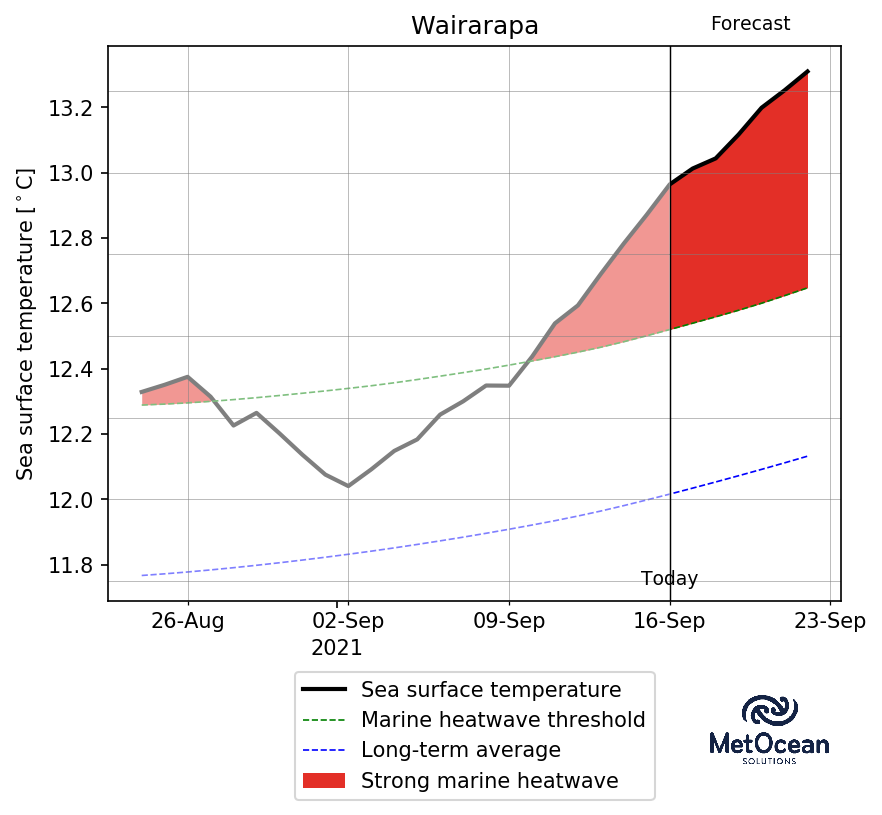 Wairarapa
Forecast
Sea surface temperature [°C]
13.2
13.0
12.8
12.6
12.4
12.2
12.0
11.8
Today
26-Aug 02-Sep 09-Sep 16-Sep 23-Sep
2021
Sea surface temperature
Marine heatwave threshold
Long-term average
Strong marine heatwave
MetOcean
SOLUTIONS